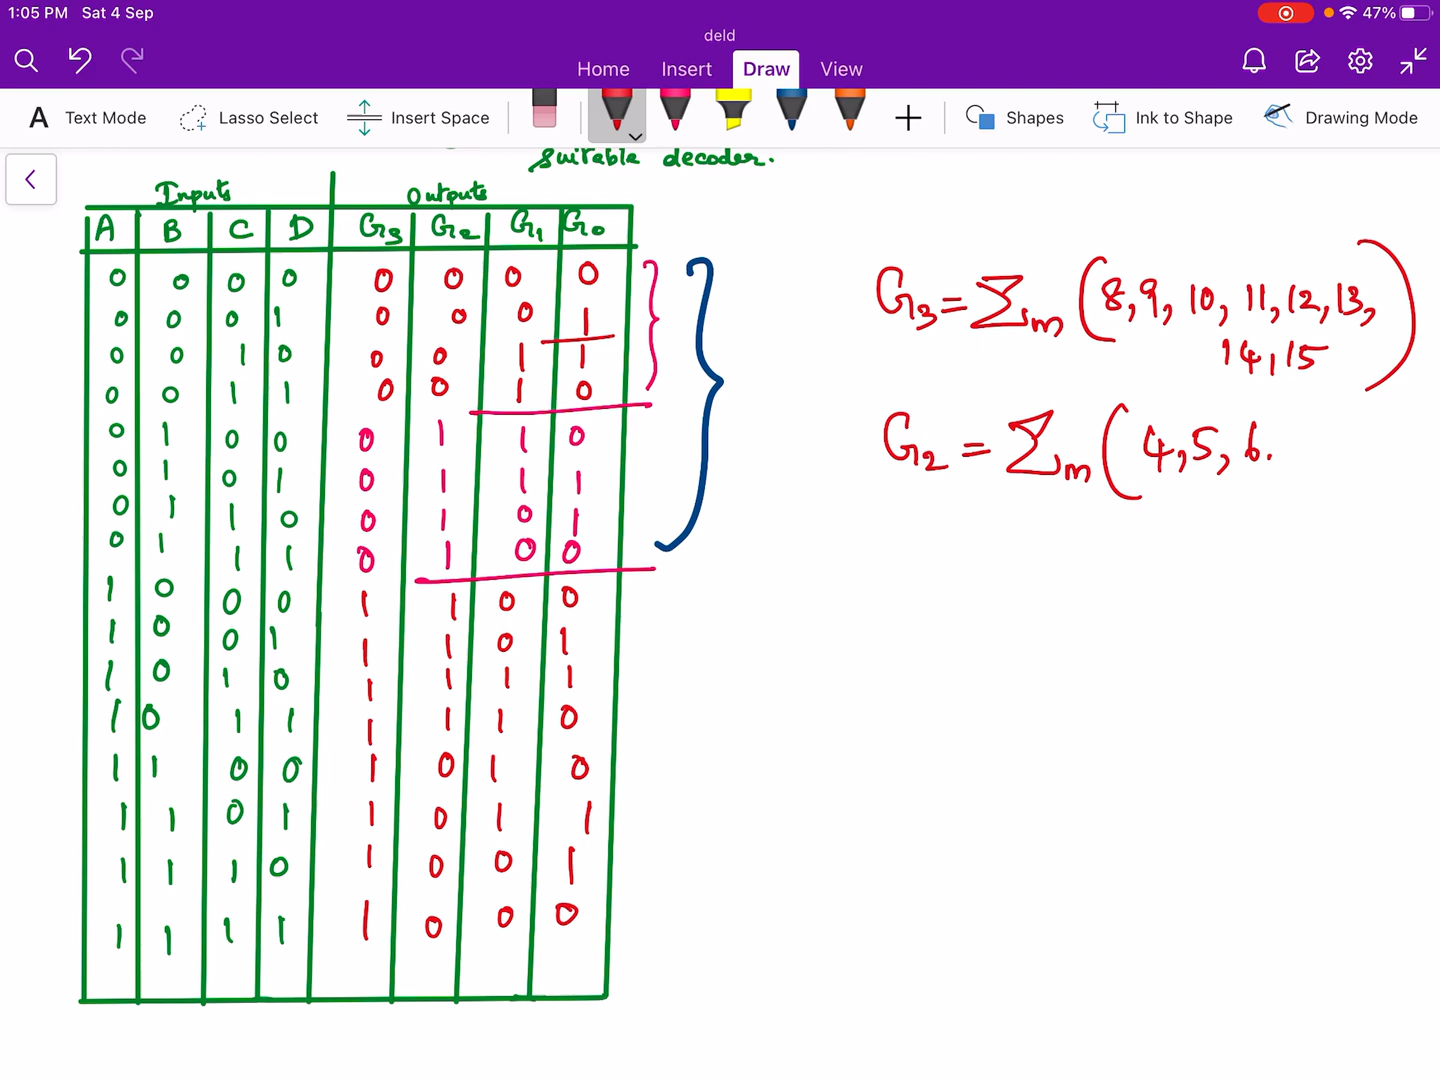 1:05 PM Sat 4 Sep 47%
deld
Home Insert Draw View
A Text Mode Lasso Select Insert Space Shapes Ink to Shape Drawing Mode
suitable decoder.
Inputs Outputs
A B C D G3 G2 G1 G0
0 0 0 0 0 0 0 0
0 0 0 1 0 0 0 1
0 0 1 0 0 0 1 1
0 0 1 1 0 0 1 0
0 1 0 0 0 1 1 0
0 1 0 1 0 1 1 1
0 1 1 0 0 1 0 1
0 1 1 1 0 1 0 0
1 0 0 0 1 1 0 0
1 0 0 1 1 1 0 1
1 0 1 0 1 1 1 1
1 0 1 1 1 1 1 0
1 1 0 0 1 0 1 0
1 1 0 1 1 0 1 1
1 1 1 0 1 0 0 1
1 1 1 1 1 0 0 0
G3 = Σm (8, 9, 10, 11, 12, 13,
14, 15)
G2 = Σm (4, 5, 6.